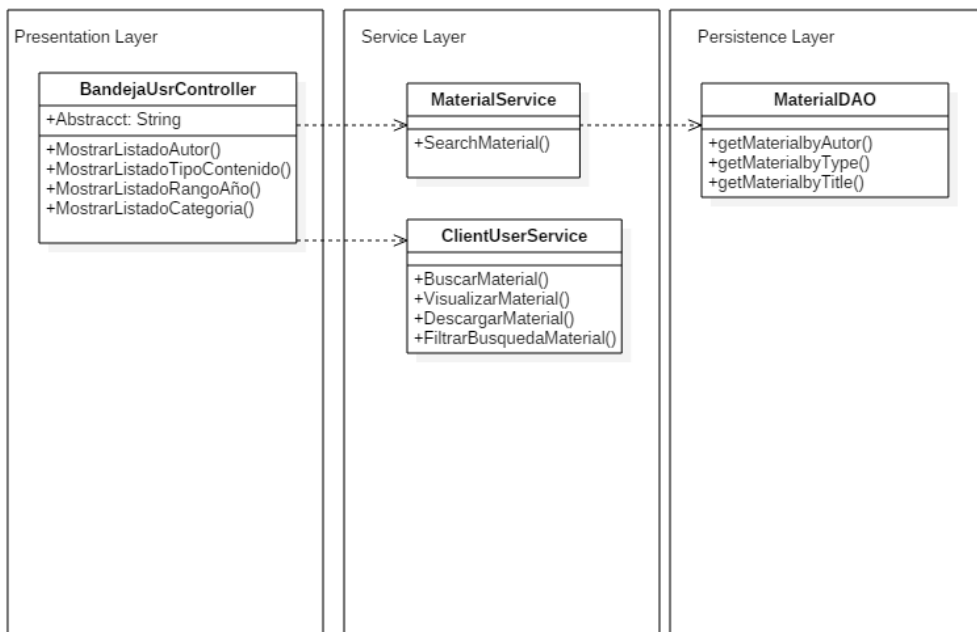 Presentation Layer
BandejaUsrController
+Abstracct: String
+MostrarListadoAutor()
+MostrarListadoTipoContenido()
+MostrarListadoRangoAño()
+MostrarListadoCategoria()
Service Layer
MaterialService
+SearchMaterial()
ClientUserService
+BuscarMaterial()
+VisualizarMaterial()
+DescargarMaterial()
+FiltrarBusquedaMaterial()
Persistence Layer
MaterialDAO
+getMaterialbyAutor()
+getMaterialbyType()
+getMaterialbyTitle()